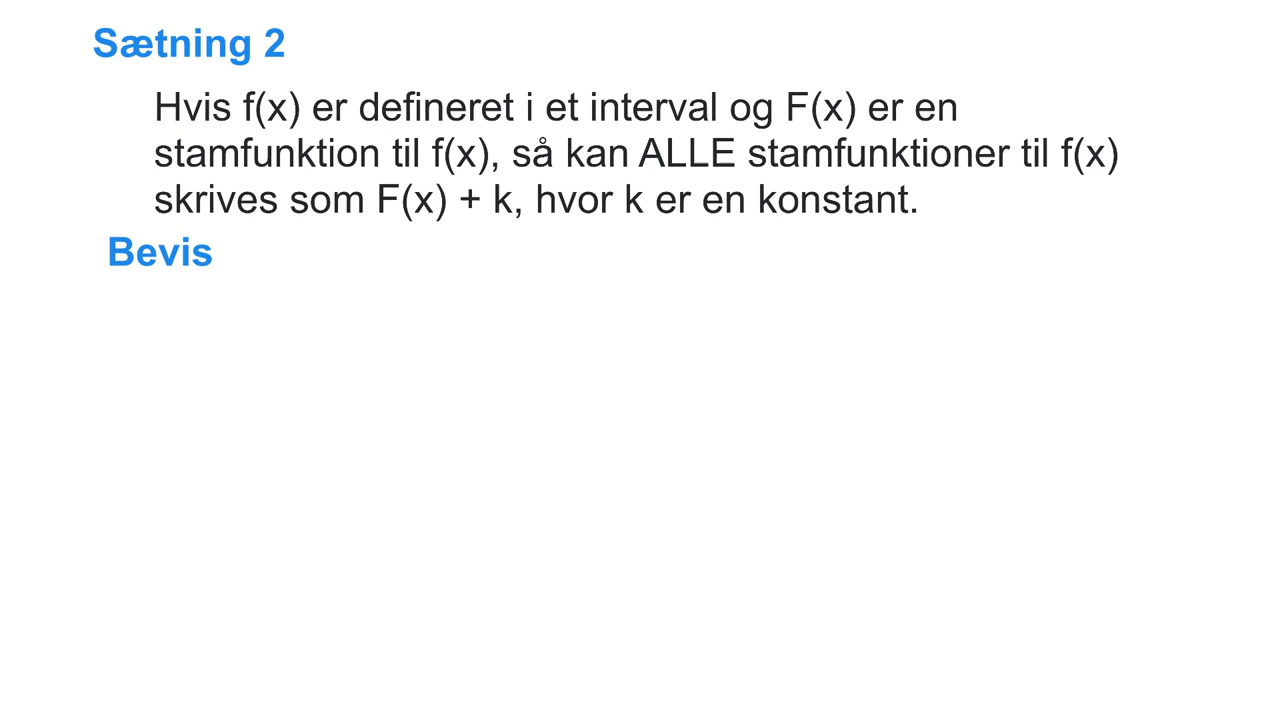 Sætning 2
Hvis f(x) er defineret i et interval og F(x) er en
stamfunktion til f(x), så kan ALLE stamfunktioner til f(x)
skrives som F(x) + k, hvor k er en konstant.
Bevis